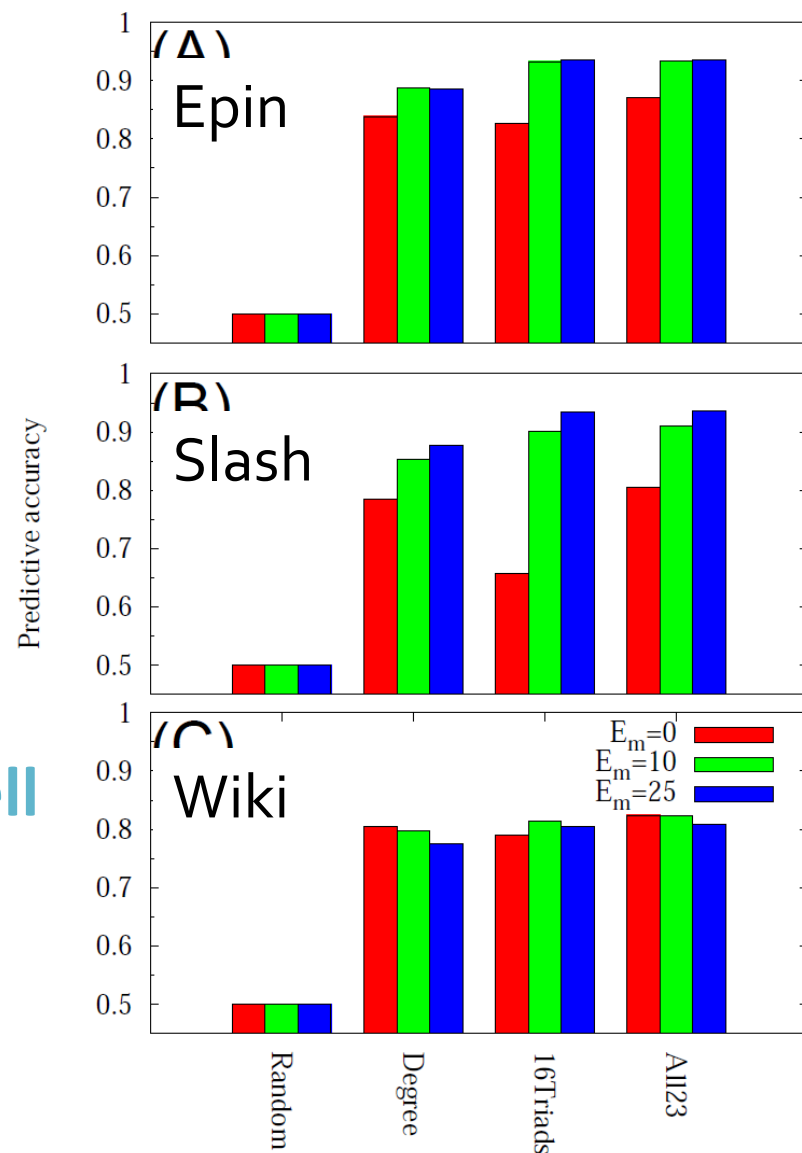 (A)
Epin
1
0.9
0.8
0.7
0.6
0.5
(B)
Slash
1
0.9
0.8
0.7
0.6
0.5
Predictive accuracy
(C)
Wiki
1
0.9
0.8
0.7
0.6
0.5
E_m=0
E_m=10
E_m=25
Random
Degree
16Triads
All23